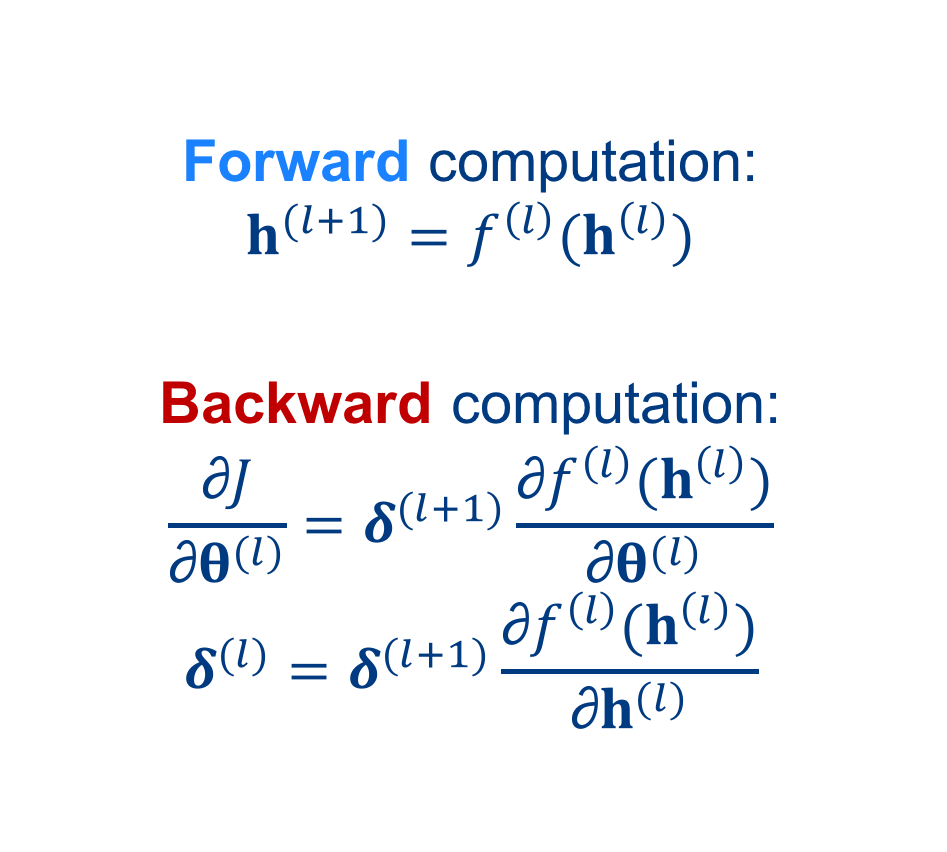 Forward computation:
𝐡^(𝑙+1) = 𝑓^(𝑙)(𝐡^(𝑙))
Backward computation:
∂𝐽/∂𝛉^(𝑙) = 𝜹^(𝑙+1) ∂𝑓^(𝑙)(𝐡^(𝑙))/∂𝛉^(𝑙)
𝜹^(𝑙) = 𝜹^(𝑙+1) ∂𝑓^(𝑙)(𝐡^(𝑙))/∂𝐡^(𝑙)